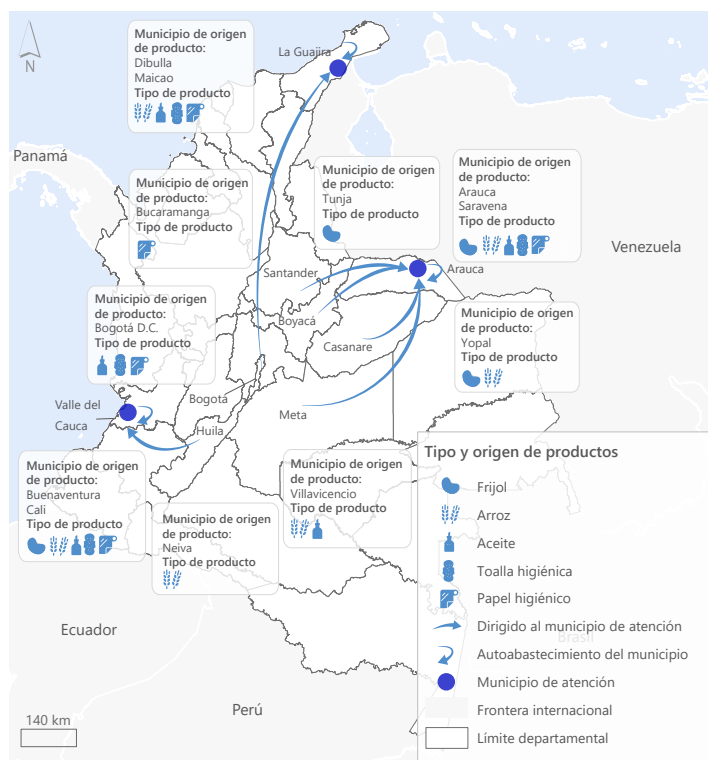 Municipio de origen
de producto:
Dibulla
Maicao
Tipo de producto
La Guajira
N
Panamá
Municipio de origen
de producto:
Bucaramanga
Tipo de producto
Municipio de origen
de producto:
Tunja
Tipo de producto
Municipio de origen
de producto:
Arauca
Saravena
Tipo de producto
Venezuela
Santander
Arauca
Boyacá
Casanare
Municipio de origen
de producto:
Bogotá D.C.
Tipo de producto
Municipio de origen
de producto:
Yopal
Tipo de producto
Bogotá
Meta
Valle del
Cauca
Huila
Municipio de origen
de producto:
Buenaventura
Cali
Tipo de producto
Municipio de origen
de producto:
Neiva
Tipo de producto
Municipio de origen
de producto:
Villavicencio
Tipo de producto
Tipo y origen de productos
Frijol
Arroz
Aceite
Toalla higiénica
Papel higiénico
Dirigido al municipio de atención
Autoabastecimiento del municipio
Municipio de atención
Frontera internacional
Límite departamental
Brasil
Ecuador
Perú
140 km